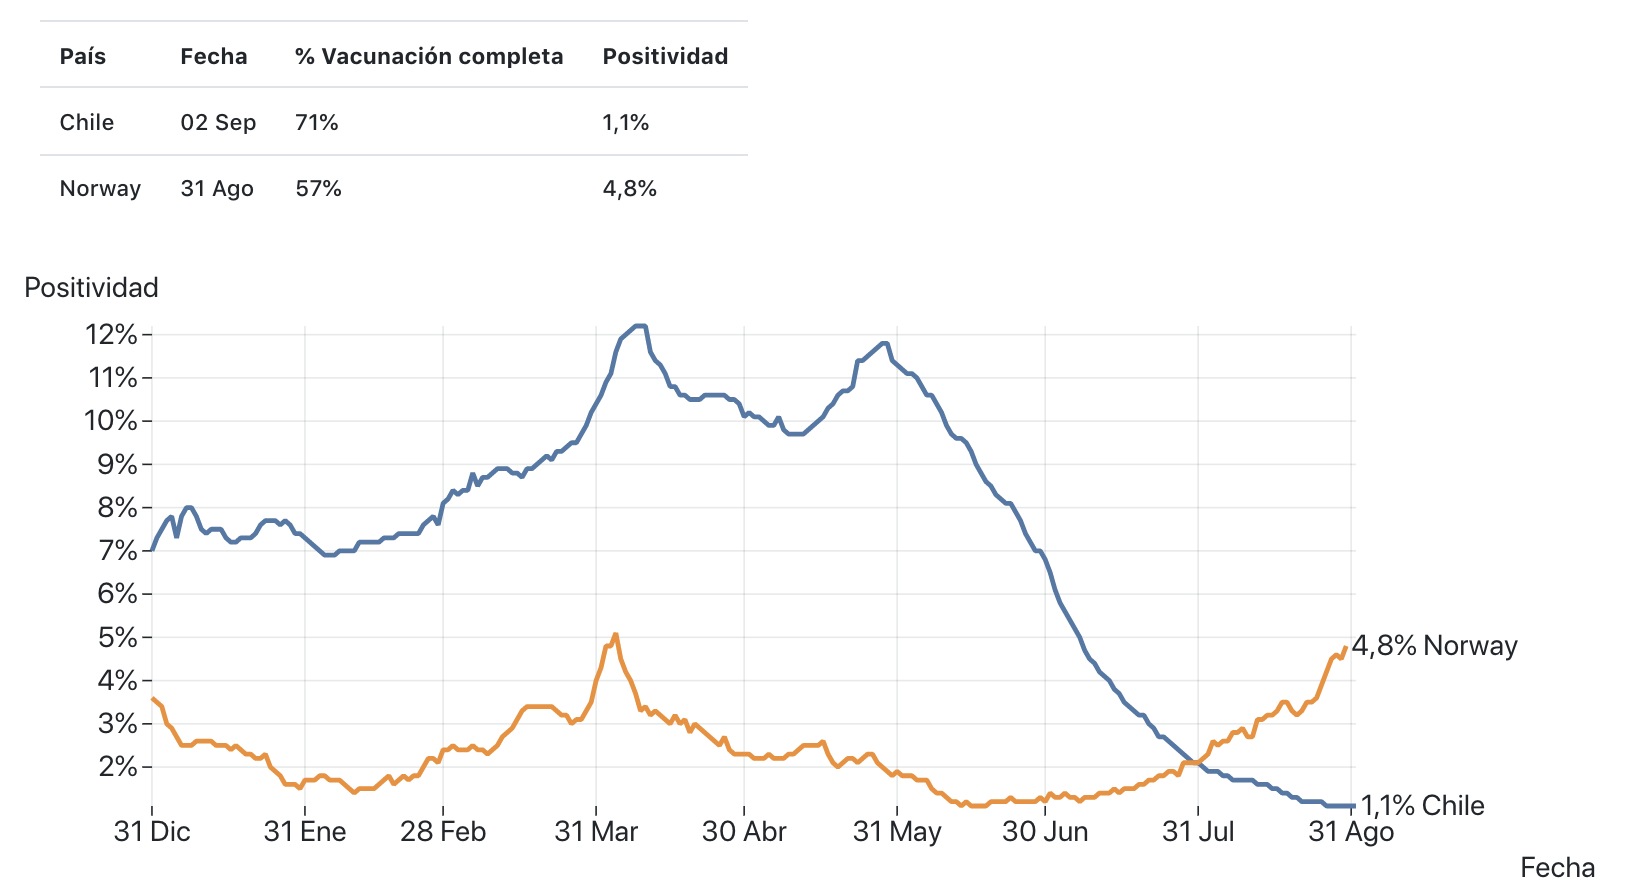 País Fecha % Vacunación completa Positividad
Chile 02 Sep 71% 1,1%
Norway 31 Ago 57% 4,8%
Positividad
12%
11%
10%
9%
8%
7%
6%
5%
4,8% Norway
4%
3%
2%
1,1% Chile
31 Dic 31 Ene 28 Feb 31 Mar 30 Abr 31 May 30 Jun 31 Jul 31 Ago
Fecha